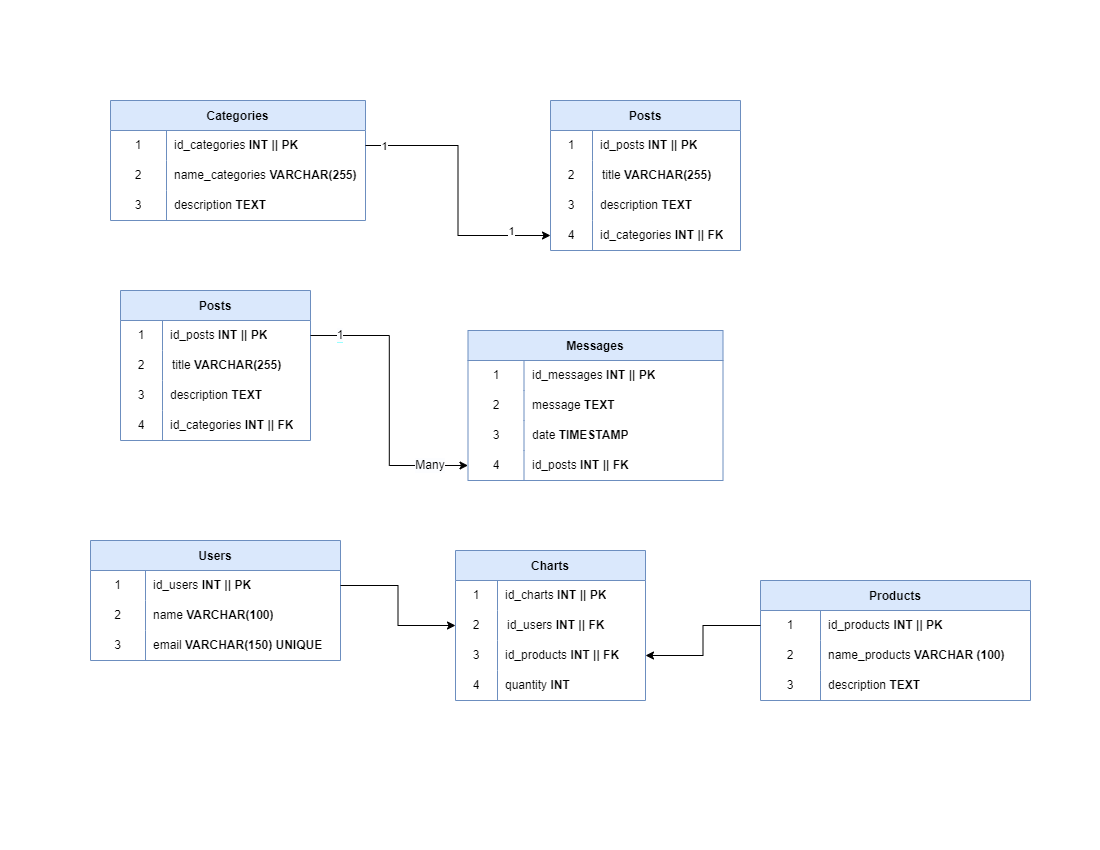 Categories
1 id_categories INT || PK
2 name_categories VARCHAR(255)
3 description TEXT
1
1
Posts
1 id_posts INT || PK
2 title VARCHAR(255)
3 description TEXT
4 id_categories INT || FK
Posts
1 id_posts INT || PK
2 title VARCHAR(255)
3 description TEXT
4 id_categories INT || FK
1
Many
Messages
1 id_messages INT || PK
2 message TEXT
3 date TIMESTAMP
4 id_posts INT || FK
Users
1 id_users INT || PK
2 name VARCHAR(100)
3 email VARCHAR(150) UNIQUE
Charts
1 id_charts INT || PK
2 id_users INT || FK
3 id_products INT || FK
4 quantity INT
Products
1 id_products INT || PK
2 name_products VARCHAR (100)
3 description TEXT